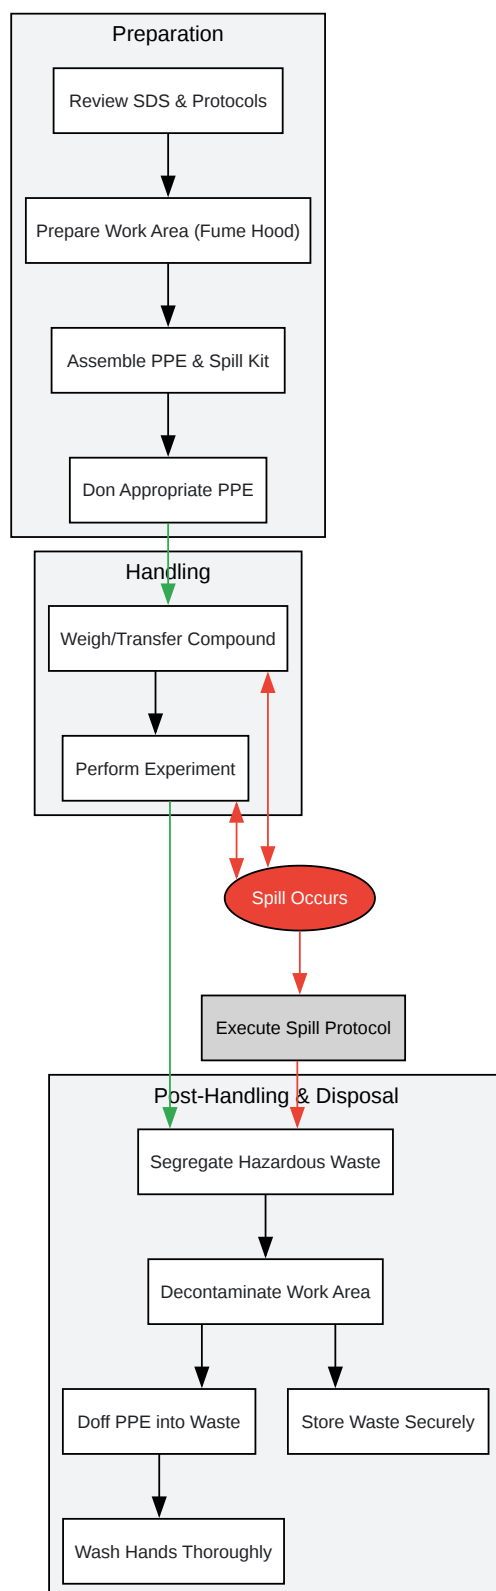 Preparation
Review SDS & Protocols
Prepare Work Area (Fume Hood)
Assemble PPE & Spill Kit
Don Appropriate PPE
Handling
Weigh/Transfer Compound
Perform Experiment
Spill Occurs
Execute Spill Protocol
Post-Handling & Disposal
Segregate Hazardous Waste
Decontaminate Work Area
Doff PPE into Waste
Store Waste Securely
Wash Hands Thoroughly